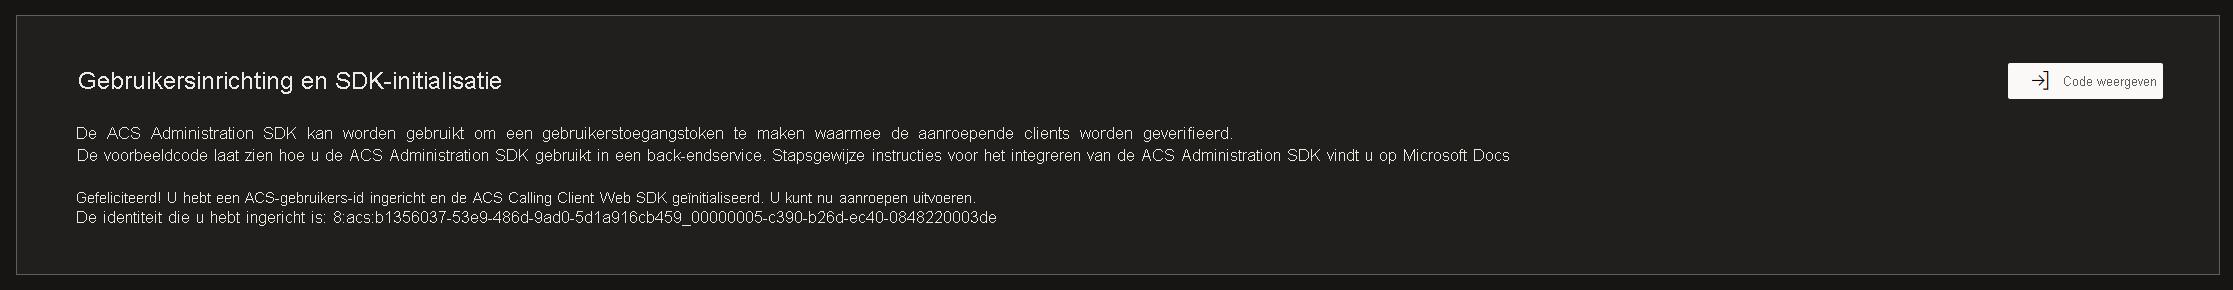 Gebruikersinrichting en SDK-initialisatie
Code weergeven
De ACS Administration SDK kan worden gebruikt om een gebruikerstoegangstoken te maken waarmee de aanroepende clients worden geverifieerd.
De voorbeeldcode laat zien hoe u de ACS Administration SDK gebruikt in een back-endservice. Stapsgewijze instructies voor het integreren van de ACS Administration SDK vindt u op Microsoft Docs
Gefeliciteerd! U hebt een ACS-gebruikers-id ingericht en de ACS Calling Client Web SDK geïnitialiseerd. U kunt nu aanroepen uitvoeren.
De identiteit die u hebt ingericht is: 8:acs:b1356037-53e9-486d-9ad0-5d1a916cb459_00000005-c390-b26d-ec40-0848220003de